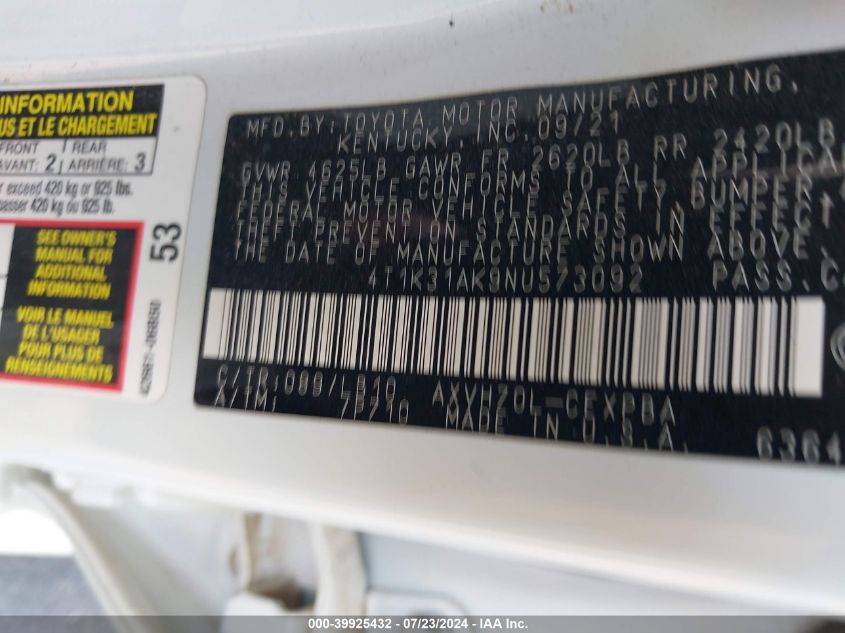 INFORMATION
US ET LE CHARGEMENT
FRONT
AVANT: 2
REAR
ARRIÈRE: 3
exceed 420 kg or 925 lbs.
passer 420 kg ou 925 lb.
SEE OWNER'S
MANUAL FOR
ADDITIONAL
INFORMATION
VOIR LE MANUEL
DE L'USAGER
POUR PLUS DE
RENSEIGNEMENTS
53
MFD.BY:TOYOTA MOTOR MANUFACTURING,
KENTUCKY, INC. 09/21
GVWR 4625LB GAWR FR 2620LB RR 2420LB
THIS VEHICLE CONFORMS TO ALL APPLICA
FEDERAL MOTOR VEHICLE SAFETY, BUMPER,
THEFT PREVENTION STANDARDS IN EFFECT
THE DATE OF MANUFACTURE SHOWN ABOVE.
4T1K31AK9NU573092 PASS.C
C/TR:089/LB10 AXVH70L-CEXPBA
A/TM: MADE IN U.S.A.
6364
000-39925432 - 07/23/2024 - IAA Inc.